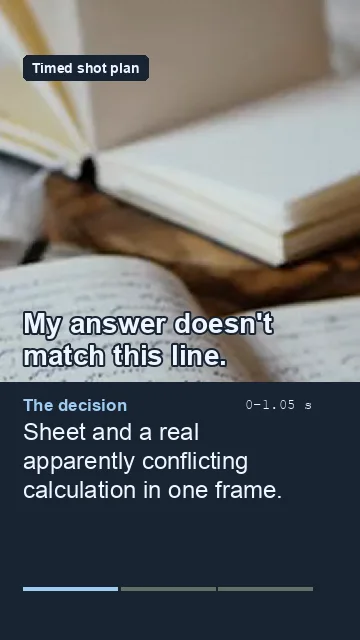 Timed shot plan
My answer doesn't
match this line.
The decision
0–1.05 s
Sheet and a real
apparently conflicting
calculation in one frame.